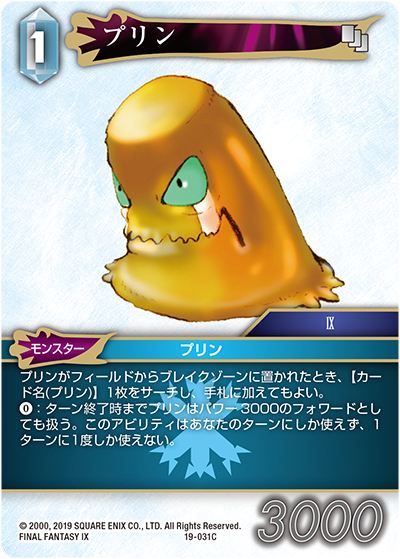 1
プリン
IX
モンスター
プリン
プリンがフィールドからブレイクゾーンに置かれたとき、【カー
ド名(プリン)】1枚をサーチし、手札に加えてもよい。
0：ターン終了時までプリンはパワー3000のフォワードとし
ても扱う。このアビリティはあなたのターンにしか使えず、1
ターンに1度しか使えない。
© 2000, 2019 SQUARE ENIX CO., LTD. All Rights Reserved.
FINAL FANTASY IX
19-031C
3000